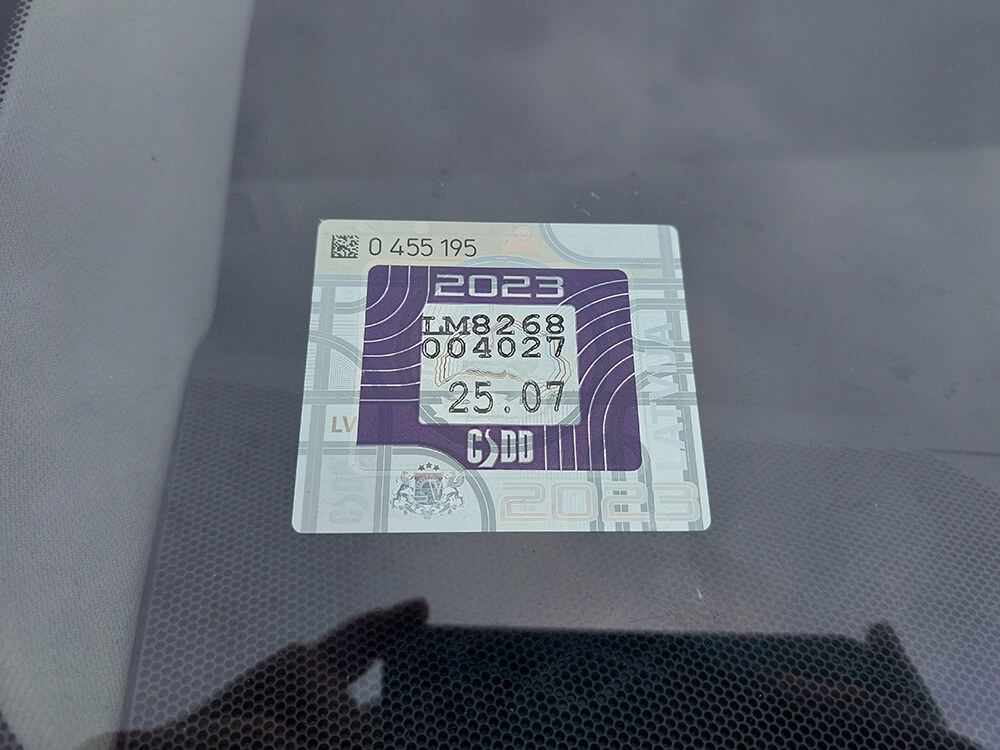 0 455 195
2023
LM8268
004027
25.07
LV
CSDD
LATVIJA
2023